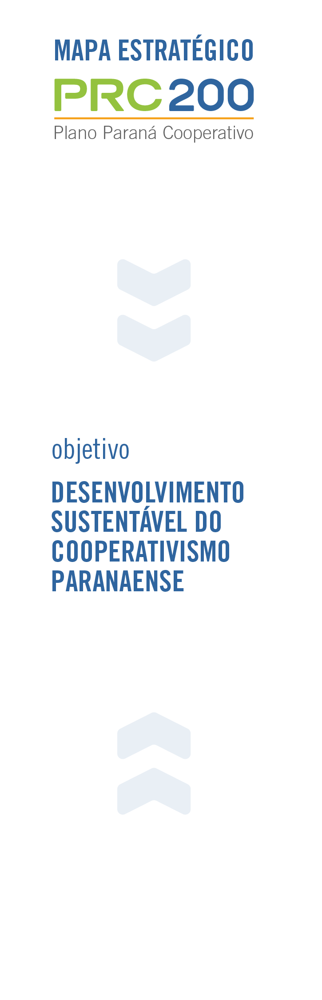 MAPA ESTRATÉGICO
PRC200
Plano Paraná Cooperativo
objetivo
DESENVOLVIMENTO
SUSTENTÁVEL DO
COOPERATIVISMO
PARANAENSE